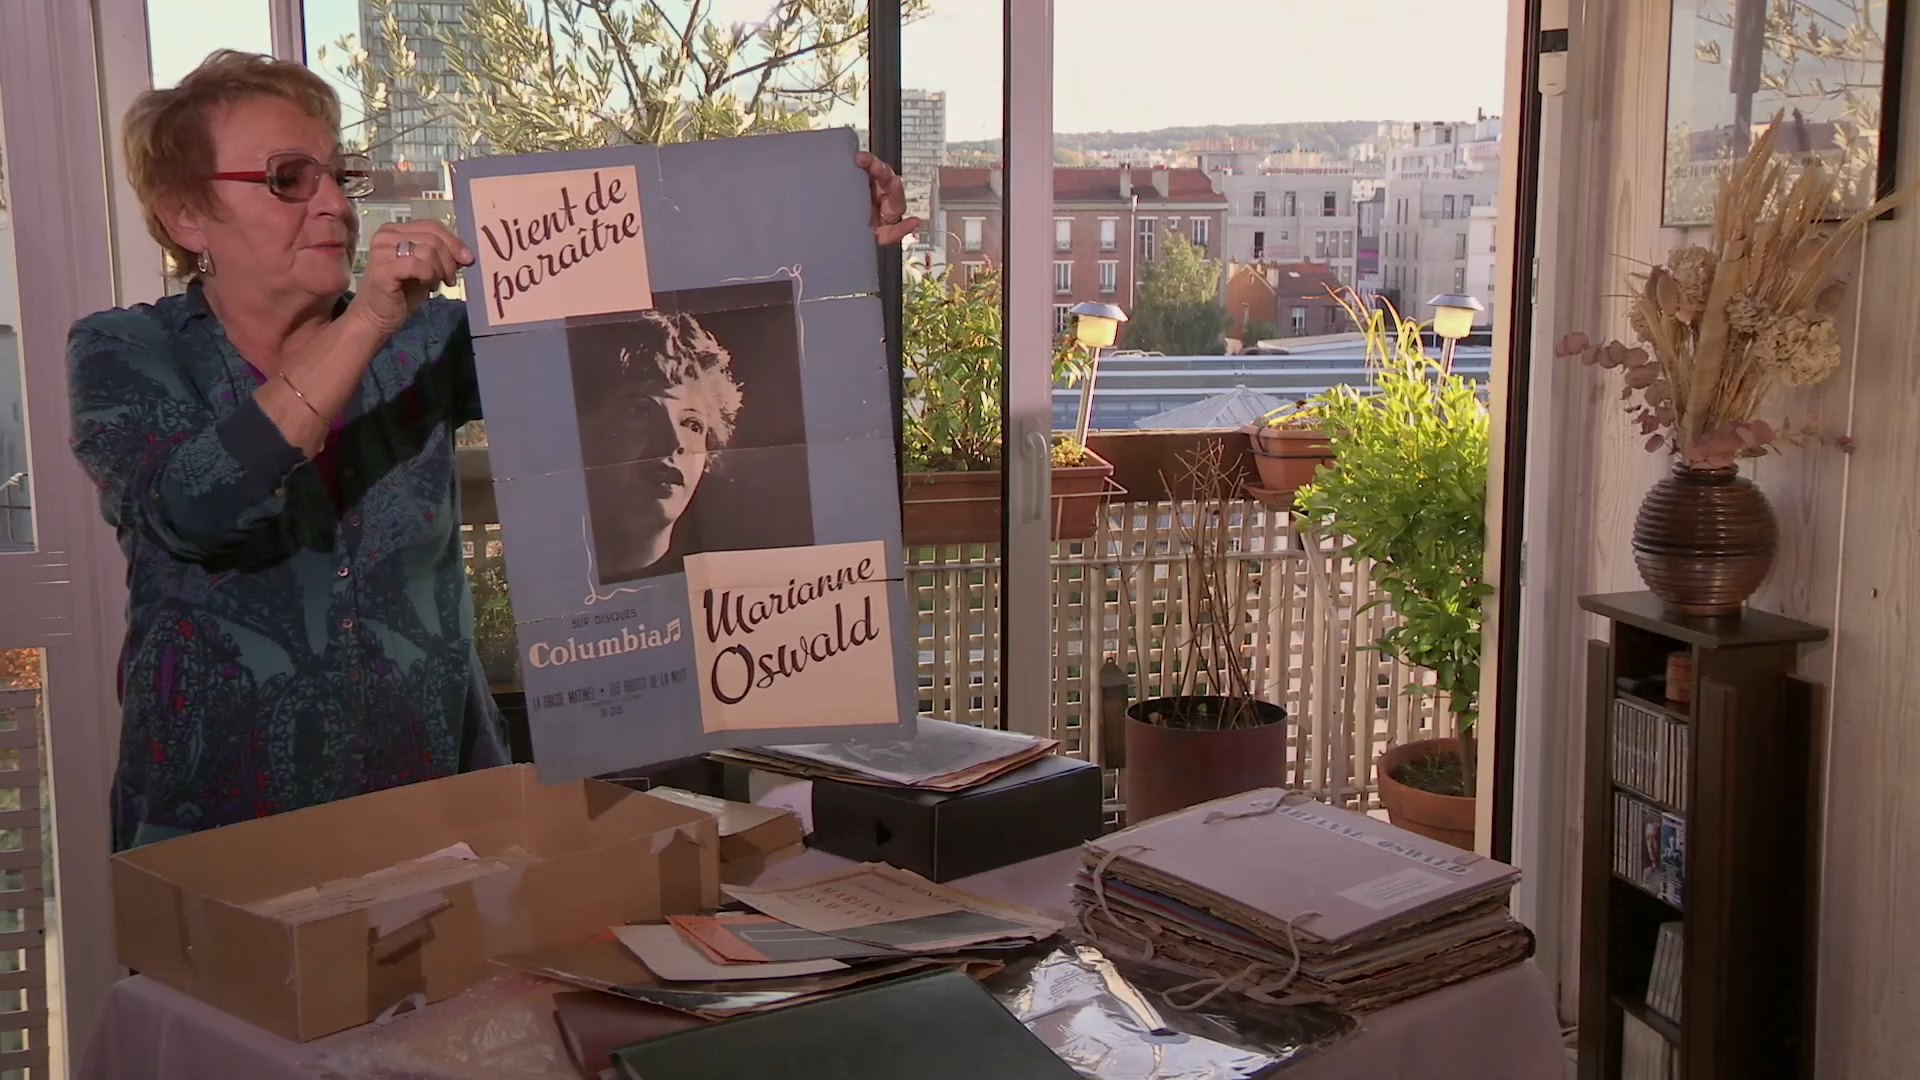 Vient de
paraître
SUR DISQUES
Columbia
LA GRASSE MATINÉE • LES BRUITS DE LA NUIT
Marianne
Oswald
MARIANNE
OSWALD
MARIANNE OSWALD